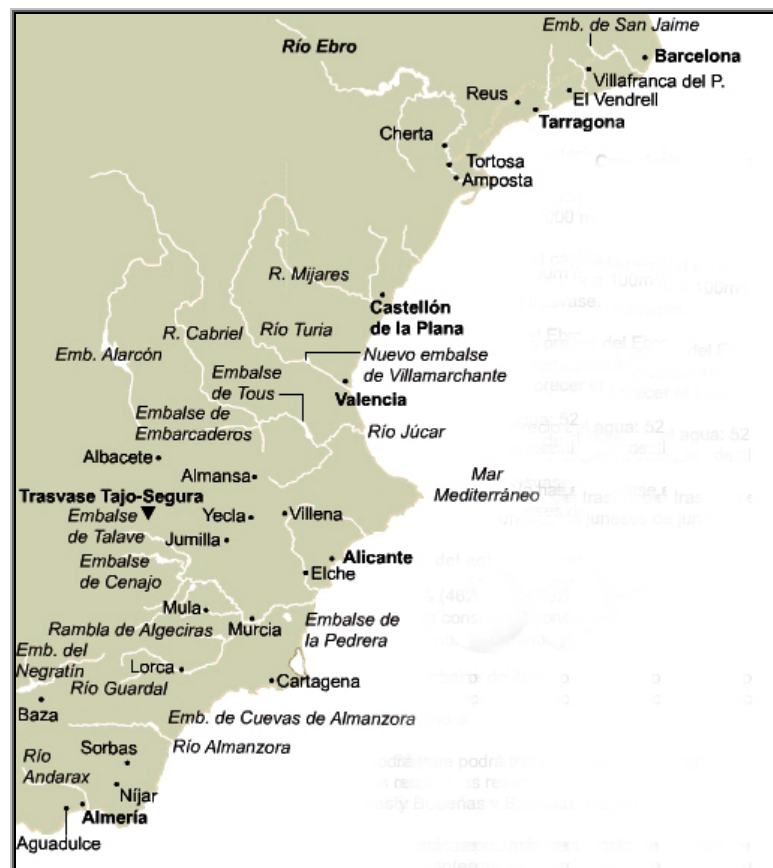 Emb. de San Jaime
Río Ebro
Barcelona
Villafranca del P.
Reus
El Vendrell
Tarragona
Cherta
Tortosa
Amposta
R. Mijares
Castellón
de la Plana
R. Cabriel
Río Turia
Emb. Alarcón
Nuevo embalse
de Villamarchante
Embalse
de Tous
Valencia
Embalse de
Embarcaderos
Río Júcar
Albacete
Almansa
Mar
Mediterráneo
Trasvase Tajo-Segura
Embalse
de Talave
Yecla
Villena
Jumilla
Embalse
de Cenajo
Alicante
Elche
Mula
Rambla de Algeciras
Murcia
Embalse de
la Pedrera
Emb. del
Negratín
Lorca
Río Guardal
Cartagena
Baza
Emb. de Cuevas de Almanzora
Río Almanzora
Sorbas
Río
Andarax
Níjar
Almería
Aguadulce